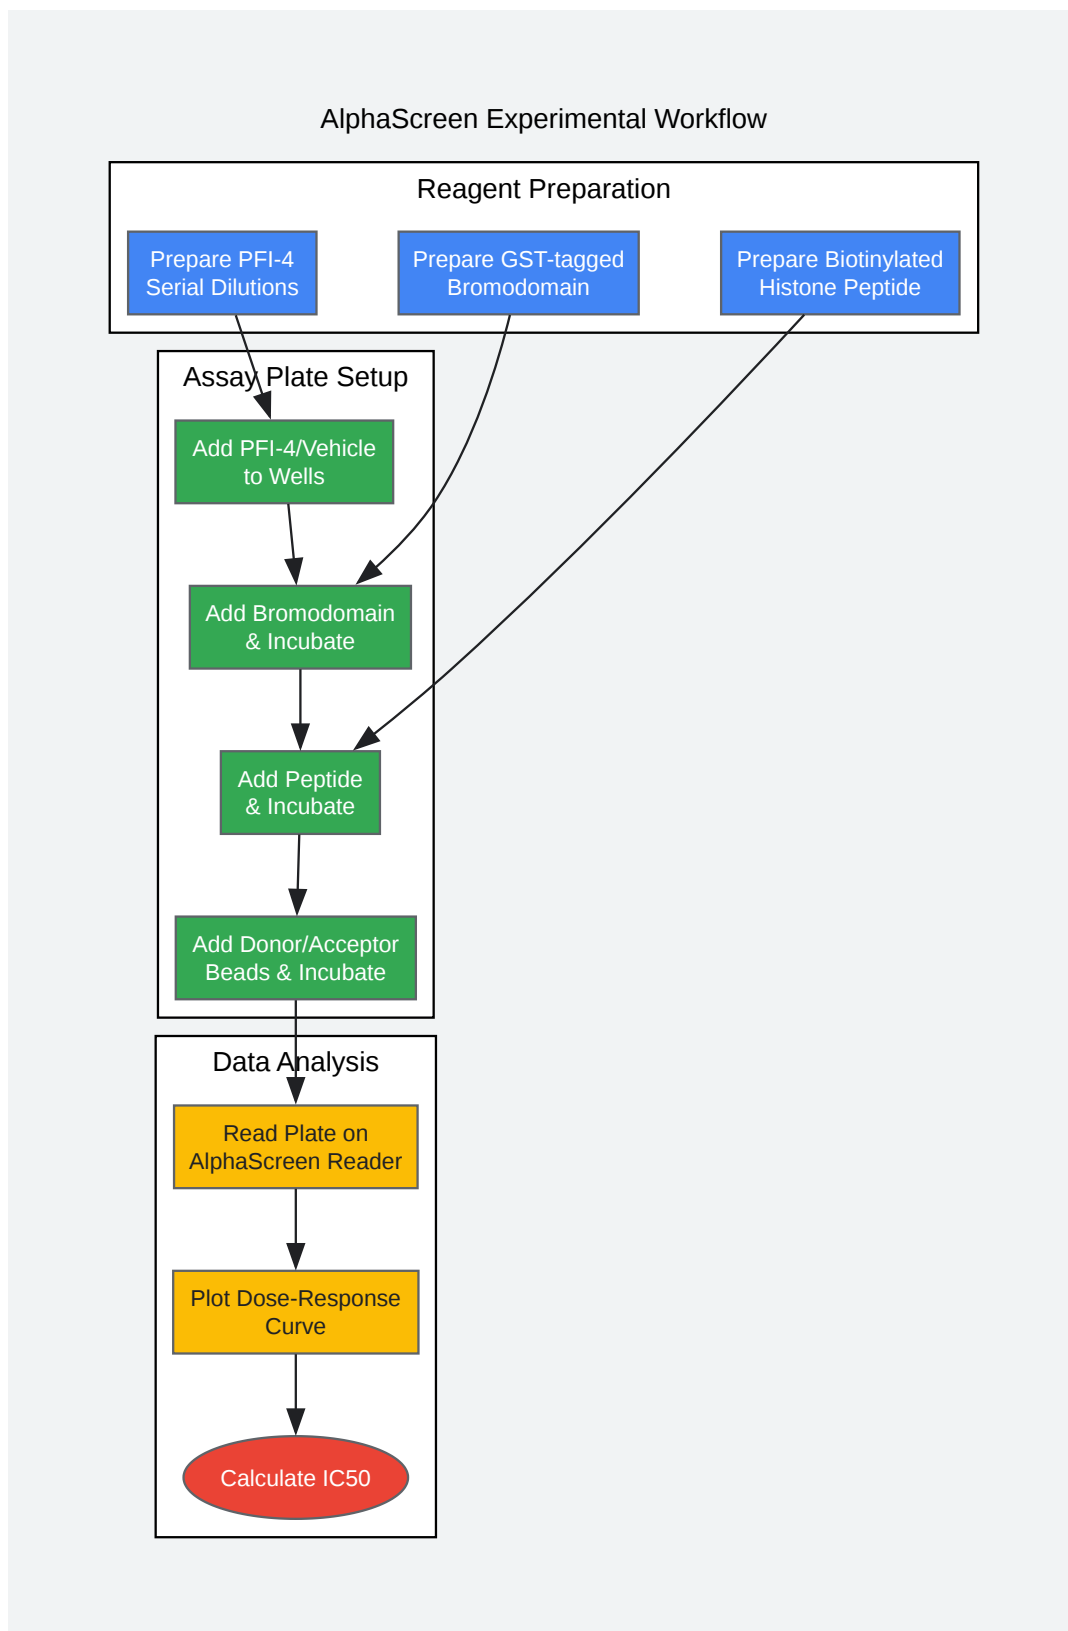 AlphaScreen Experimental Workflow
Reagent Preparation
Prepare PFI-4
Serial Dilutions
Prepare GST-tagged
Bromodomain
Prepare Biotinylated
Histone Peptide
Assay Plate Setup
Add PFI-4/Vehicle
to Wells
Add Bromodomain
& Incubate
Add Peptide
& Incubate
Add Donor/Acceptor
Beads & Incubate
Data Analysis
Read Plate on
AlphaScreen Reader
Plot Dose-Response
Curve
Calculate IC50